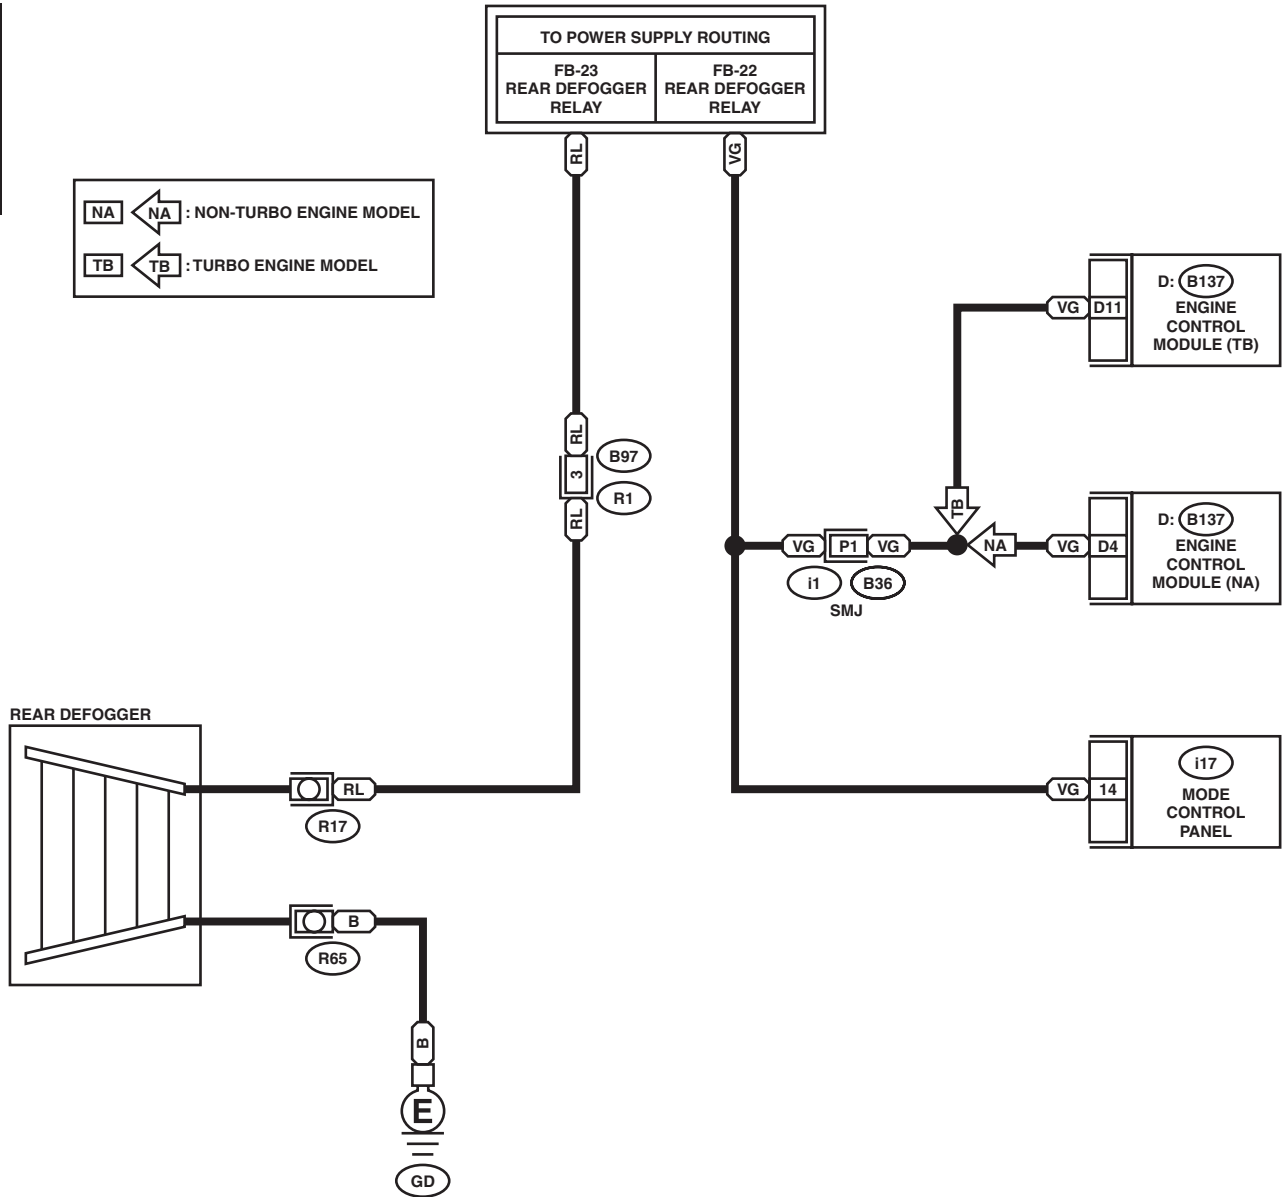 TO POWER SUPPLY ROUTING
FB-23
REAR DEFOGGER
RELAY
FB-22
REAR DEFOGGER
RELAY
RL
VG
NA NA : NON-TURBO ENGINE MODEL
TB TB : TURBO ENGINE MODEL
VG D11
D: B137
ENGINE
CONTROL
MODULE (TB)
RL
3
RL
B97
R1
TB
VG P1 VG
NA
VG D4
i1 B36
SMJ
D: B137
ENGINE
CONTROL
MODULE (NA)
REAR DEFOGGER
RL
R17
VG 14
i17
MODE
CONTROL
PANEL
B
R65
B
E
GD